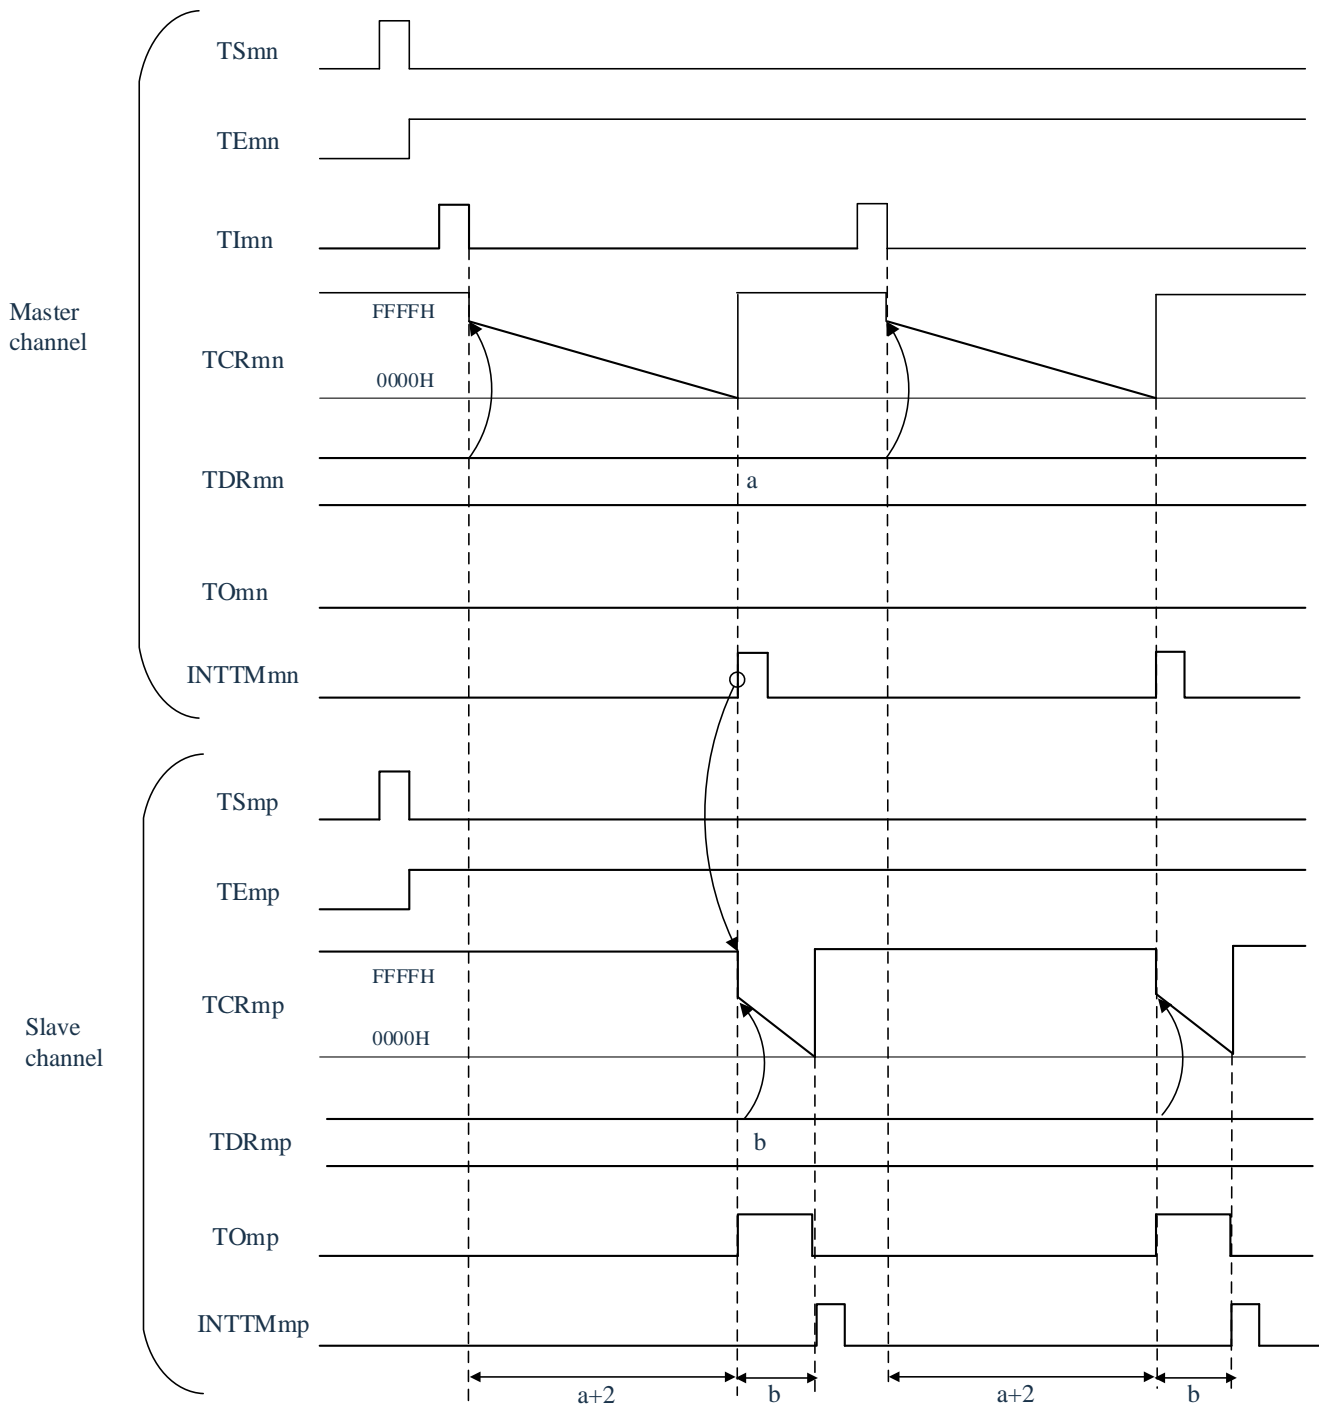 TSmn
TEmn
TImn
Master
channel
FFFFH
TCRmn
0000H
TDRmn
a
TOmn
INTTMmn
TSmp
TEmp
FFFFH
TCRmp
Slave
channel
0000H
TDRmp
b
TOmp
INTTMmp
a+2
b
a+2
b